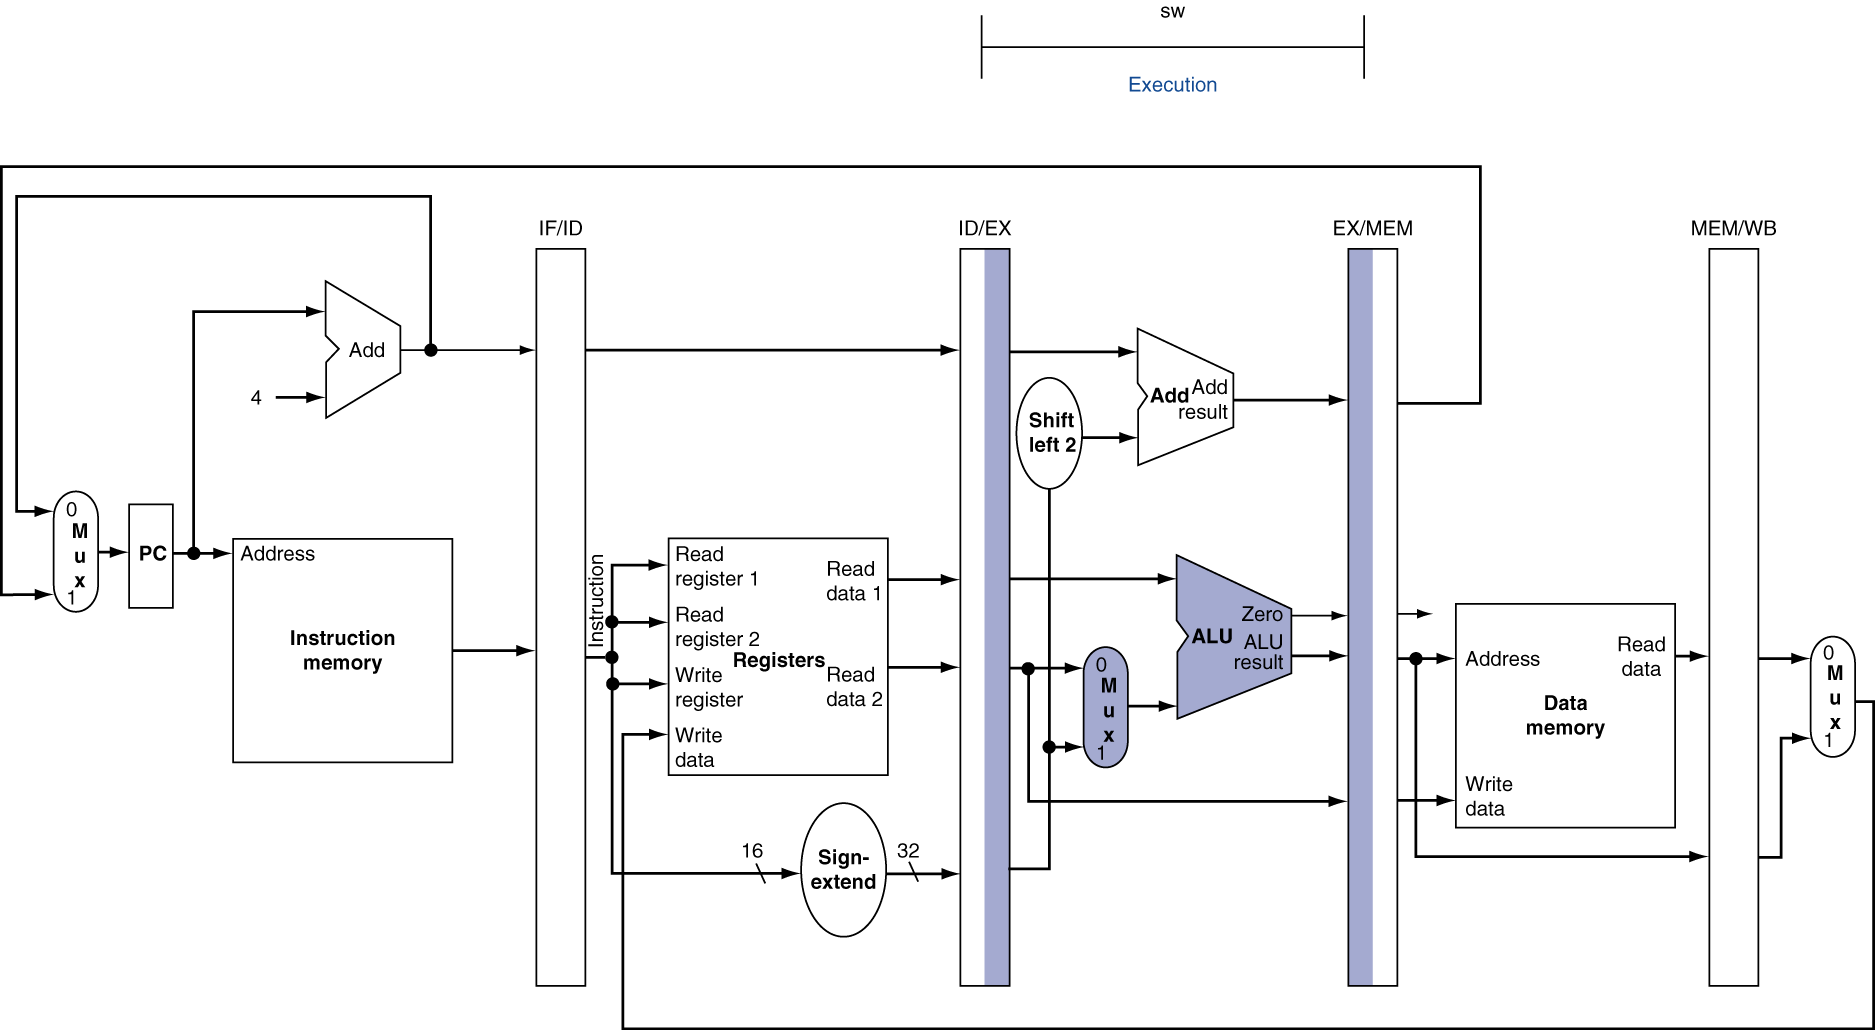 sw
Execution
IF/ID
ID/EX
EX/MEM
MEM/WB
Add
4
0
M
u
x
1
PC
Address
Instruction
memory
Instruction
Read
register 1
Read
register 2
Write
register
Write
data
Registers
Read
data 1
Read
data 2
16
Sign-
extend
32
Shift
left 2
Add
Add
result
0
M
u
x
1
ALU
Zero
ALU
result
Address
Read
data
Data
memory
Write
data
0
M
u
x
1